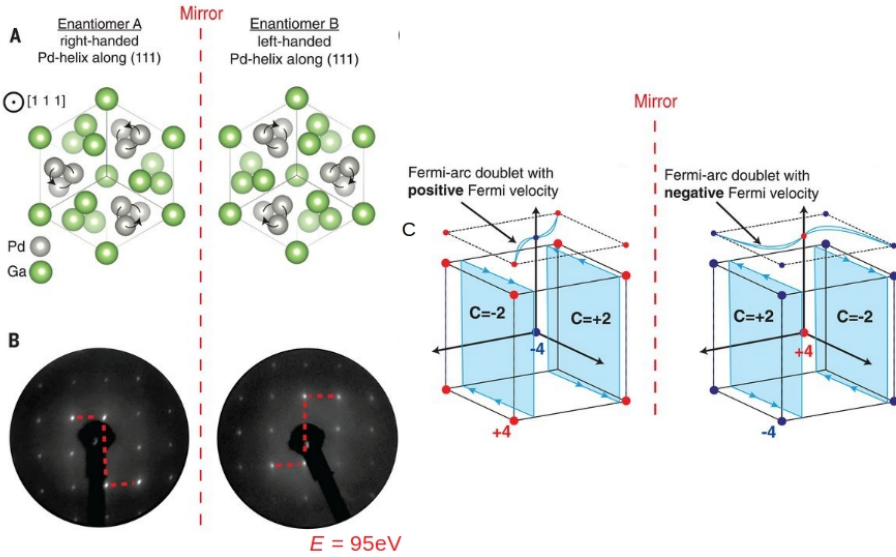 Mirror
Enantiomer A
right-handed
Pd-helix along (111)
Enantiomer B
left-handed
Pd-helix along (111)
A
[1 1 1]
Pd
Ga
B
E = 95eV
Mirror
Fermi-arc doublet with
positive Fermi velocity
Fermi-arc doublet with
negative Fermi velocity
C
C=-2
C=+2
-4
+4
C=+2
C=-2
+4
-4